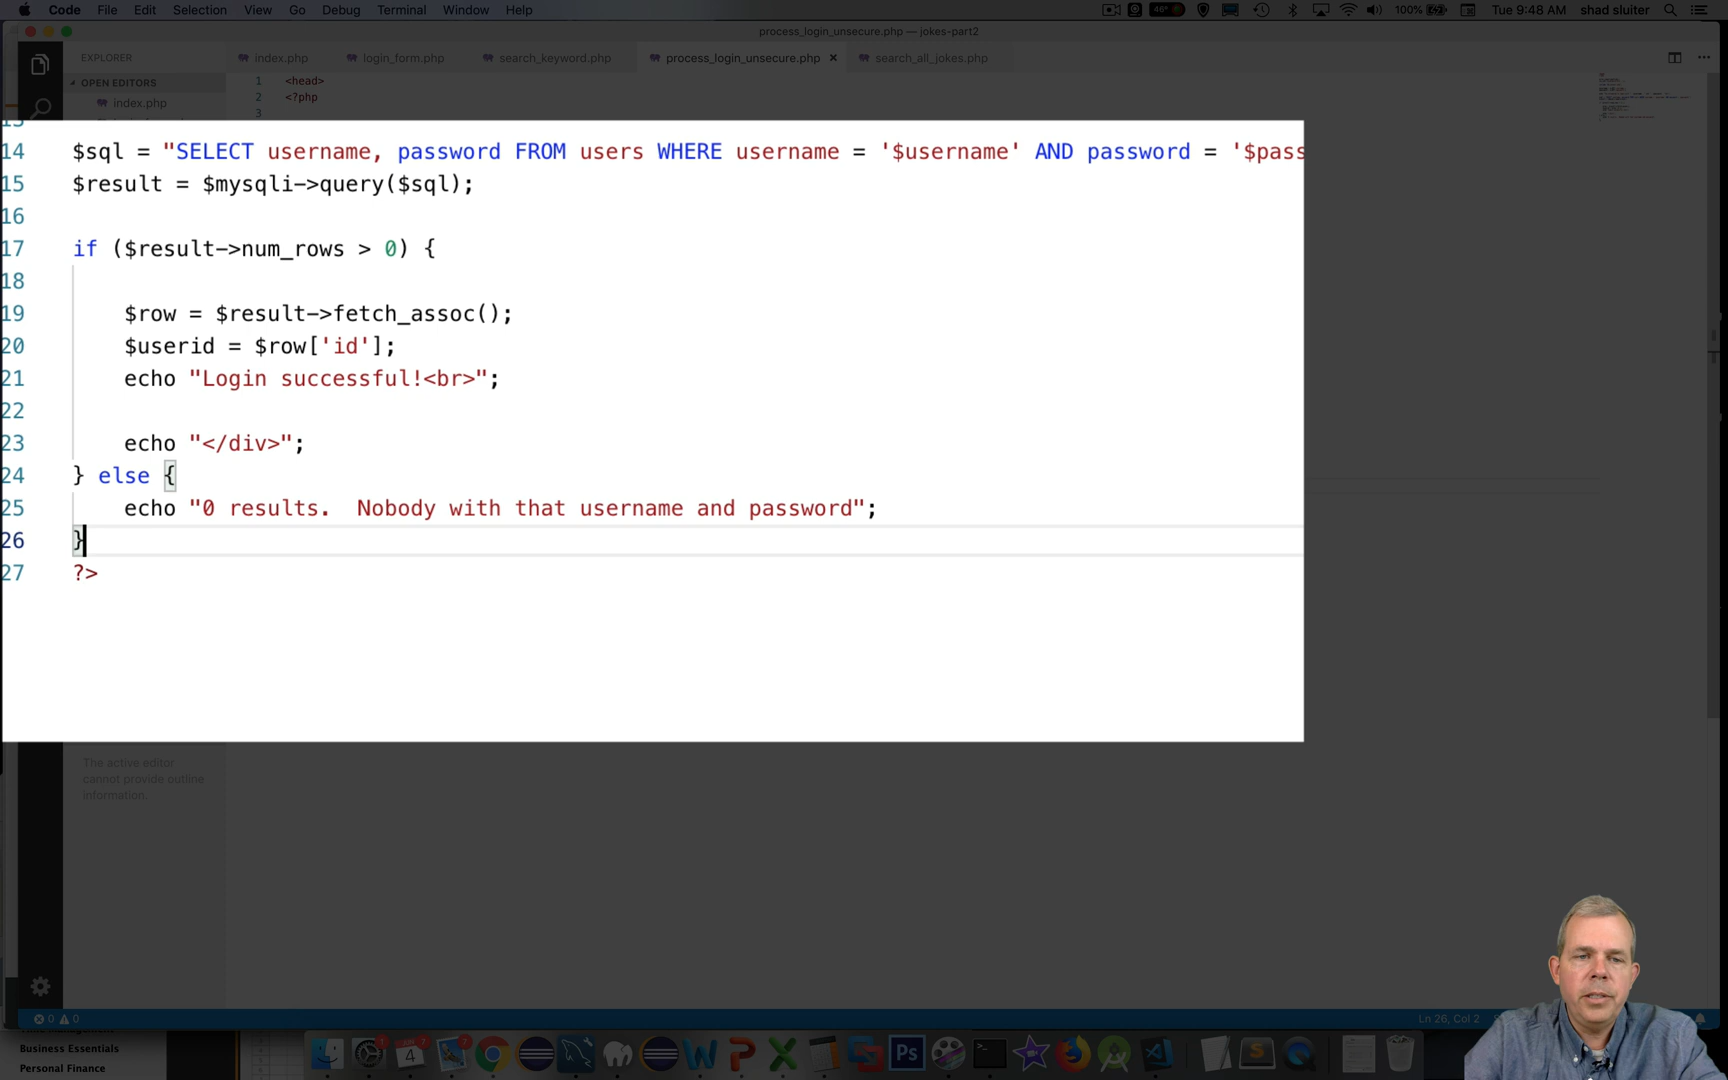 Code File Edit Selection View Go Debug Terminal Window Help 46° 100% Tue 9:48 AM shad sluiter
process_login_unsecure.php — jokes-part2
EXPLORER index.php login_form.php search_keyword.php process_login_unsecure.php × search_all_jokes.php ...
OPEN EDITORS
index.php
1 <head>
2 <?php
3
14 $sql = "SELECT username, password FROM users WHERE username = '$username' AND password = '$pass
15 $result = $mysqli->query($sql);
16
17 if ($result->num_rows > 0) {
18
19 $row = $result->fetch_assoc();
20 $userid = $row['id'];
21 echo "Login successful!<br>";
22
23 echo "</div>";
24 } else {
25 echo "0 results.  Nobody with that username and password";
26 }
27 ?>
The active editor
cannot provide outline
information.
0 0
Ln 26, Col 2
Business Essentials
Personal Finance